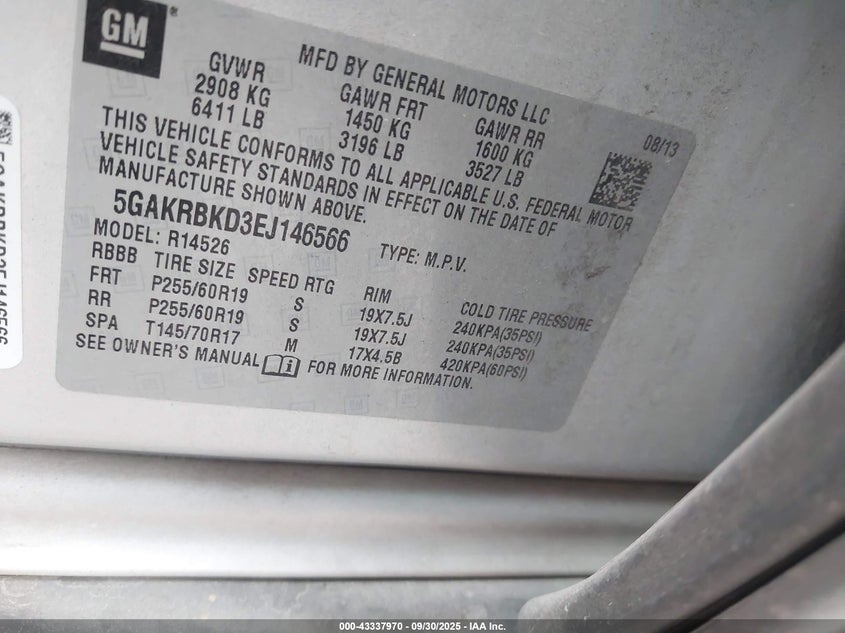 GM
®
MFD BY GENERAL MOTORS LLC
08/13
GVWR GAWR FRT GAWR RR
2908 KG 1450 KG 1600 KG
6411 LB 3196 LB 3527 LB
THIS VEHICLE CONFORMS TO ALL APPLICABLE U.S. FEDERAL MOTOR
VEHICLE SAFETY STANDARDS IN EFFECT ON THE DATE OF
MANUFACTURE SHOWN ABOVE.
5GAKRBKD3EJ146566 TYPE: M.P.V.
MODEL: R14526
RBBB TIRE SIZE SPEED RTG RIM COLD TIRE PRESSURE
FRT P255/60R19 S 19X7.5J 240KPA(35PSI)
RR P255/60R19 S 19X7.5J 240KPA(35PSI)
SPA T145/70R17 M 17X4.5B 420KPA(60PSI)
SEE OWNER'S MANUAL FOR MORE INFORMATION.
5GAKRBKD3EJ146566
000-43337970 - 09/30/2025 - IAA Inc.